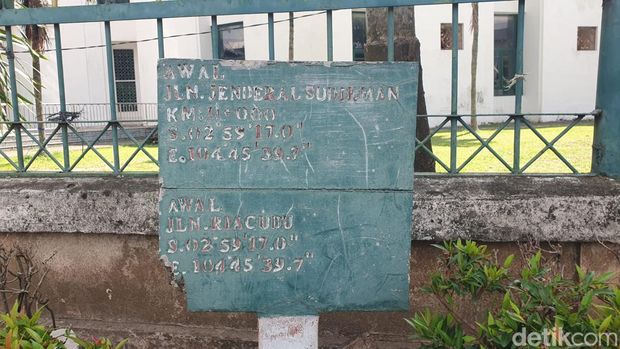 AWAL
JLN. JENDERAL SUDIRMAN
KM:11+000
S.02°59'17.0"
E.104°45'39.7"
AWAL
JLN.RIACUDU
S.02°59'17.0"
E.104°45'39.7"
detikcom